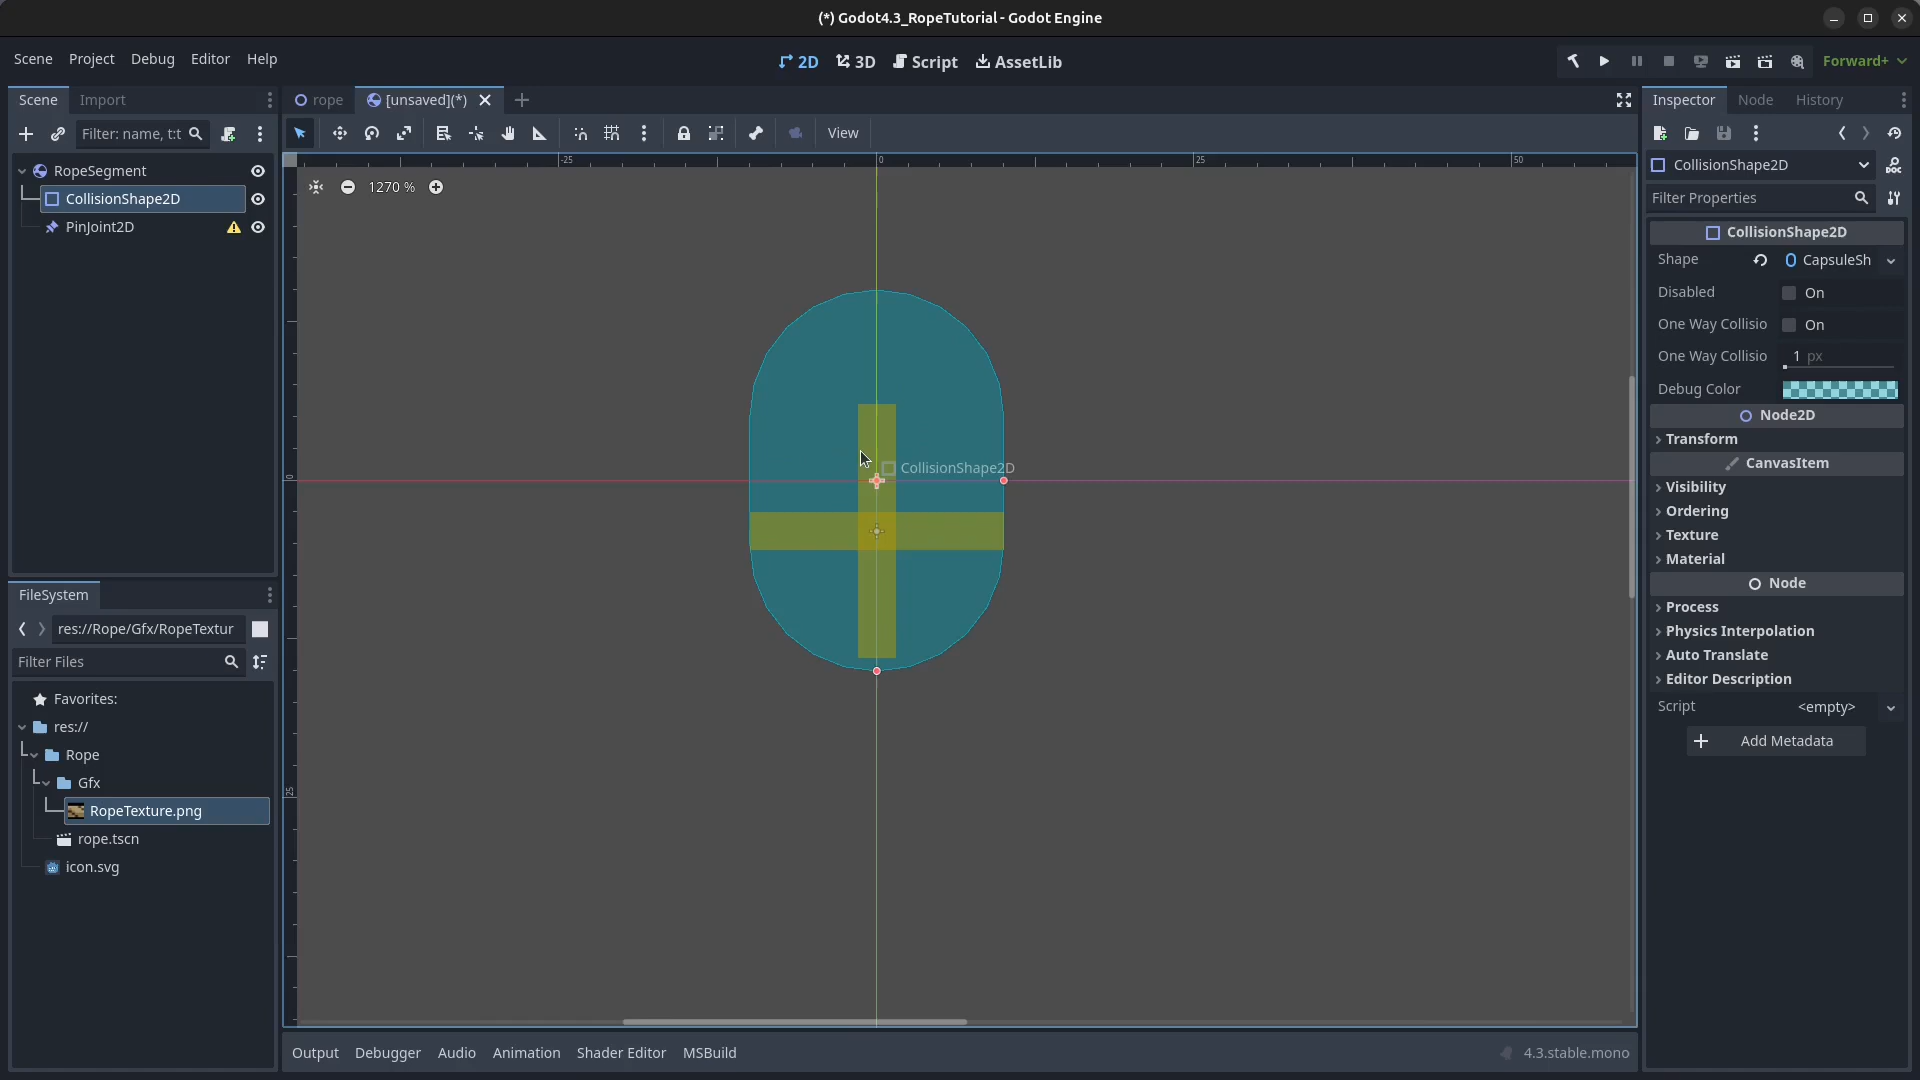 (*) Godot4.3_RopeTutorial - Godot Engine
Scene Project Debug Editor Help
2D 3D Script AssetLib
Forward+
Scene Import
rope [unsaved](*)
Inspector Node History
Filter: name, t:t
View
RopeSegment
CollisionShape2D
PinJoint2D
-25 0 25 50
1270 %
0
25
CollisionShape2D
CollisionShape2D
DOC
Filter Properties
CollisionShape2D
Shape CapsuleSh
Disabled On
One Way Collisio On
One Way Collisio 1 px
Debug Color
Node2D
Transform
CanvasItem
Visibility
Ordering
Texture
Material
Node
Process
Physics Interpolation
Auto Translate
Editor Description
Script <empty>
Add Metadata
FileSystem
res://Rope/Gfx/RopeTextur
Filter Files
Favorites:
res://
Rope
Gfx
RopeTexture.png
rope.tscn
icon.svg
Output Debugger Audio Animation Shader Editor MSBuild
4.3.stable.mono